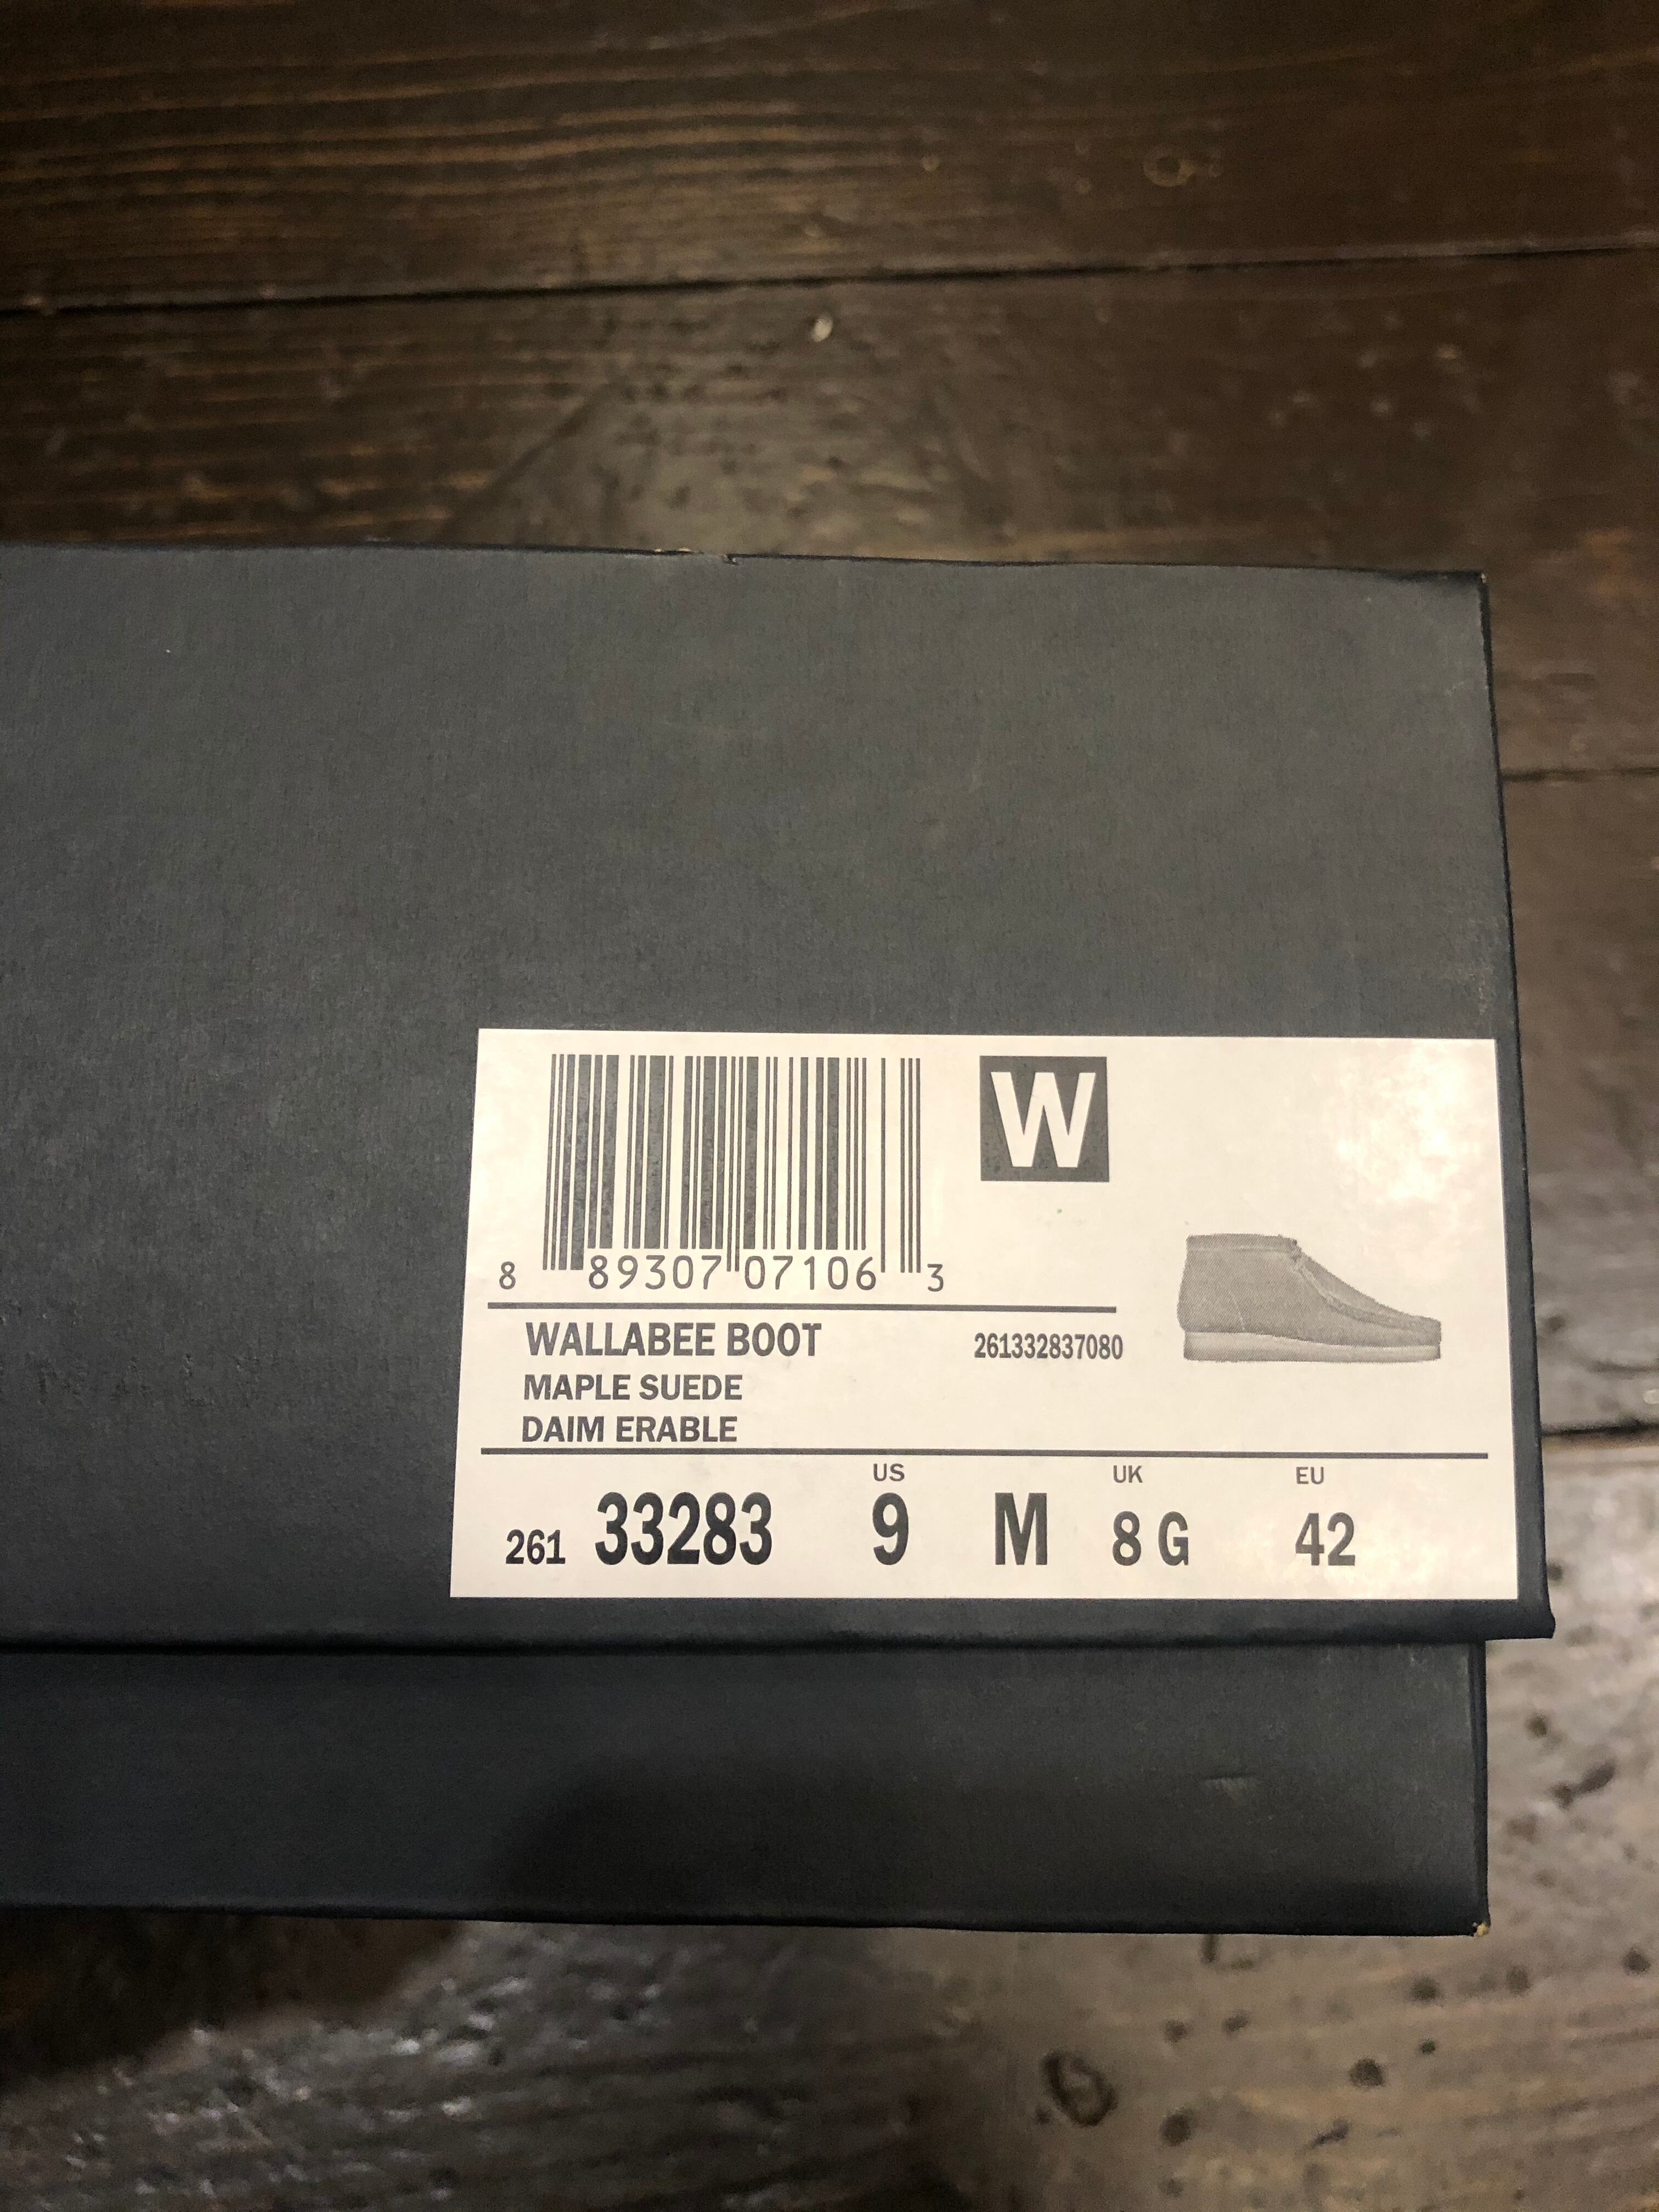 W
8 89307 07106 3
WALLABEE BOOT 261332837080
MAPLE SUEDE
DAIM ERABLE
US UK EU
261 33283 9 M 8 G 42